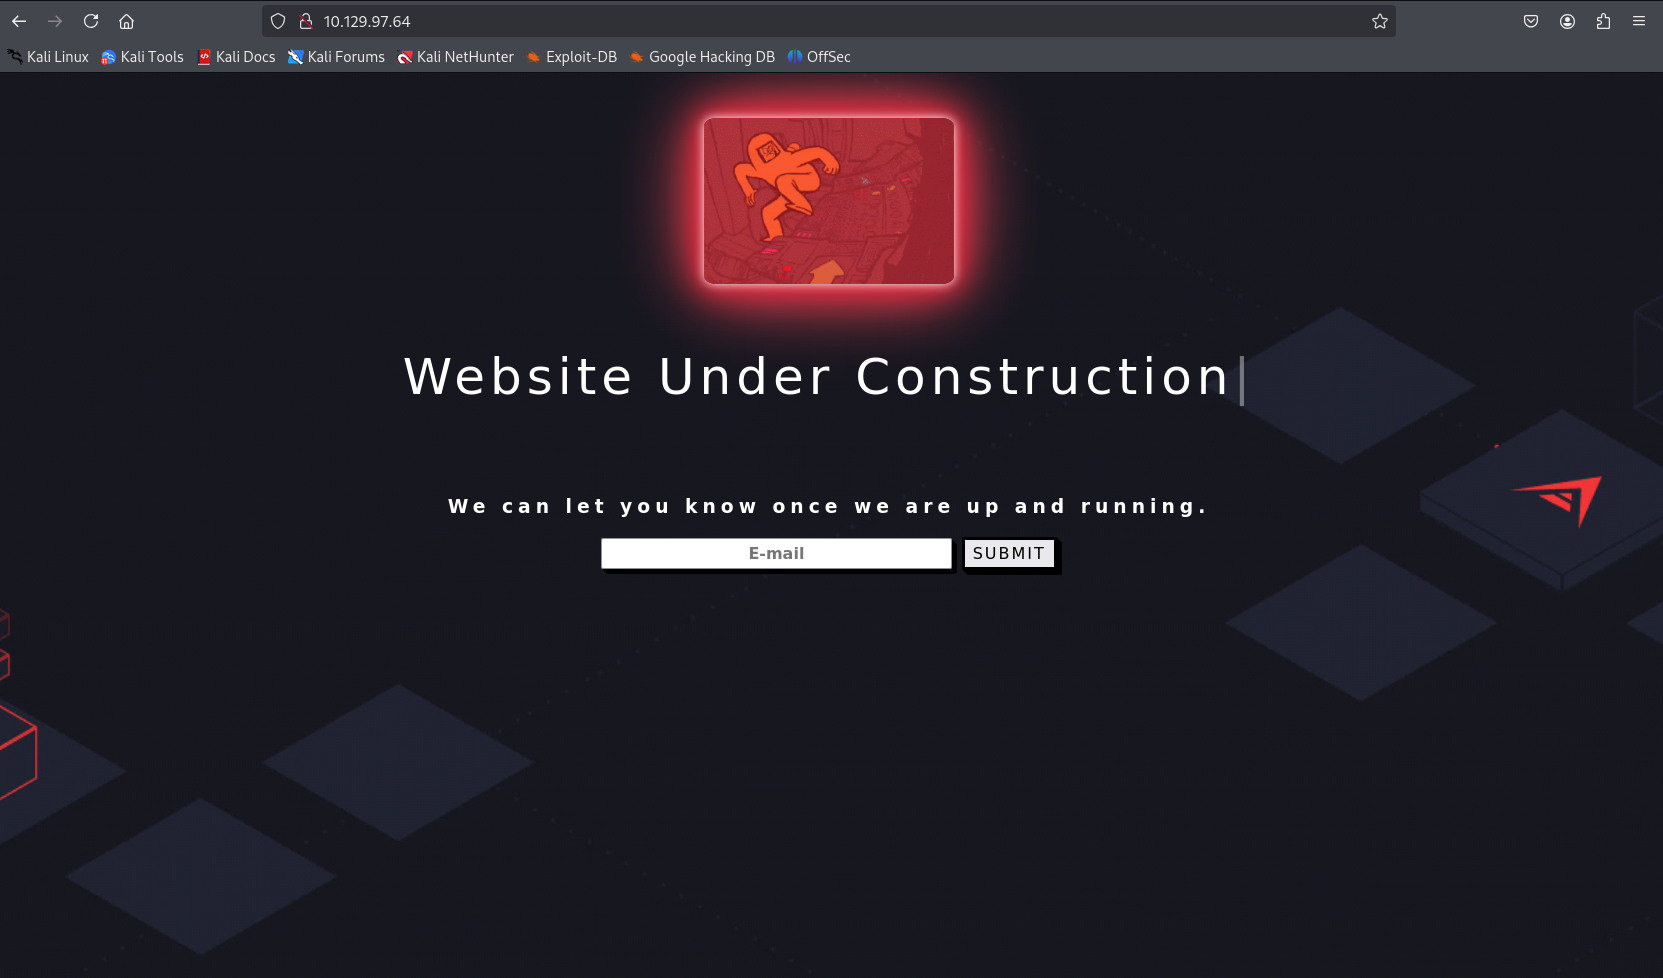 10.129.97.64
Kali Linux Kali Tools Kali Docs Kali Forums Kali NetHunter Exploit-DB Google Hacking DB OffSec
Website Under Construction
We can let you know once we are up and running.
E-mail SUBMIT